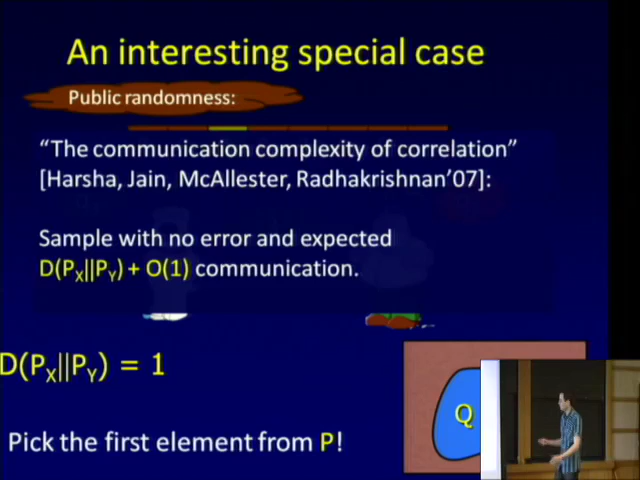 An interesting special case
Public randomness:
“The communication complexity of correlation”
[Harsha, Jain, McAllester, Radhakrishnan’07]:
Sample with no error and expected
D(PX||PY) + O(1) communication.
D(PX||PY) = 1
Q
Pick the first element from P!